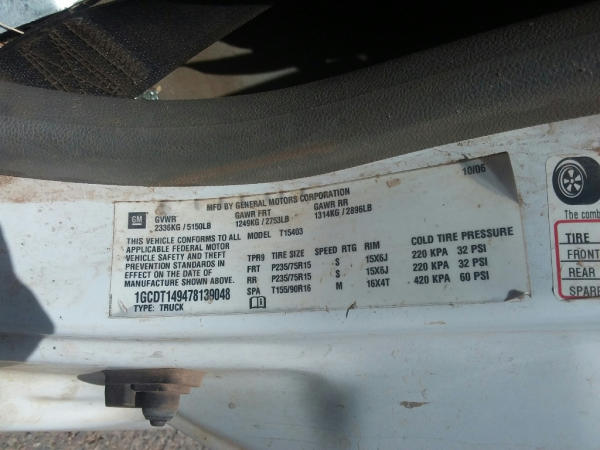 MFD BY GENERAL MOTORS CORPORATION
10/06
GM
GVWR GAWR FRT GAWR RR
2336KG / 5150LB 1249KG / 2753LB 1314KG / 2896LB
THIS VEHICLE CONFORMS TO ALL MODEL T15403
APPLICABLE FEDERAL MOTOR
VEHICLE SAFETY AND THEFT
PREVENTION STANDARDS IN
EFFECT ON THE DATE OF
MANUFACTURE SHOWN ABOVE.
1GCDT149478139048
TYPE: TRUCK
COLD TIRE PRESSURE
TPR9 TIRE SIZE SPEED RTG RIM
FRT P235/75R15 S 15X6J 220 KPA 32 PSI
RR P235/75R15 S 15X6J 220 KPA 32 PSI
SPA T155/90R16 M 16X4T 420 KPA 60 PSI
The comb
TIRE
FRONT
REAR
SPARE